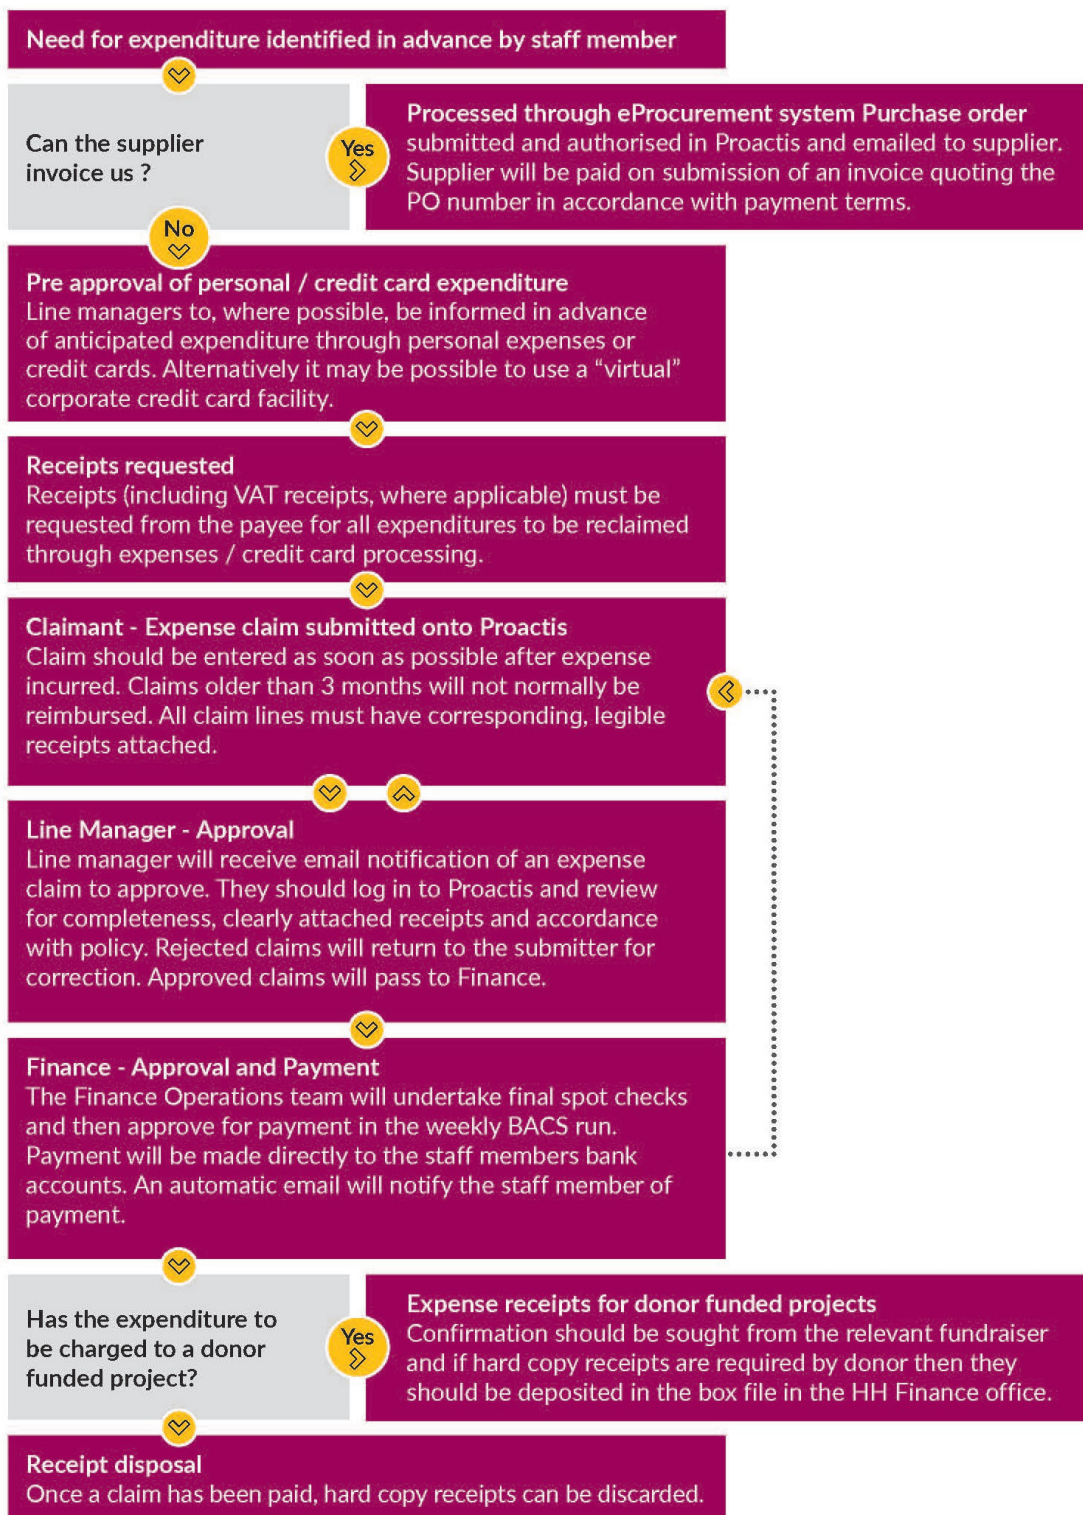 Need for expenditure identified in advance by staff member
Can the supplier
invoice us ?
Yes
Processed through eProcurement system Purchase order
submitted and authorised in Proactis and emailed to supplier.
Supplier will be paid on submission of an invoice quoting the
PO number in accordance with payment terms.
No
Pre approval of personal / credit card expenditure
Line managers to, where possible, be informed in advance
of anticipated expenditure through personal expenses or
credit cards. Alternatively it may be possible to use a “virtual”
corporate credit card facility.
Receipts requested
Receipts (including VAT receipts, where applicable) must be
requested from the payee for all expenditures to be reclaimed
through expenses / credit card processing.
Claimant - Expense claim submitted onto Proactis
Claim should be entered as soon as possible after expense
incurred. Claims older than 3 months will not normally be
reimbursed. All claim lines must have corresponding, legible
receipts attached.
Line Manager - Approval
Line manager will receive email notification of an expense
claim to approve. They should log in to Proactis and review
for completeness, clearly attached receipts and accordance
with policy. Rejected claims will return to the submitter for
correction. Approved claims will pass to Finance.
Finance - Approval and Payment
The Finance Operations team will undertake final spot checks
and then approve for payment in the weekly BACS run.
Payment will be made directly to the staff members bank
accounts. An automatic email will notify the staff member of
payment.
Has the expenditure to
be charged to a donor
funded project?
Yes
Expense receipts for donor funded projects
Confirmation should be sought from the relevant fundraiser
and if hard copy receipts are required by donor then they
should be deposited in the box file in the HH Finance office.
Receipt disposal
Once a claim has been paid, hard copy receipts can be discarded.